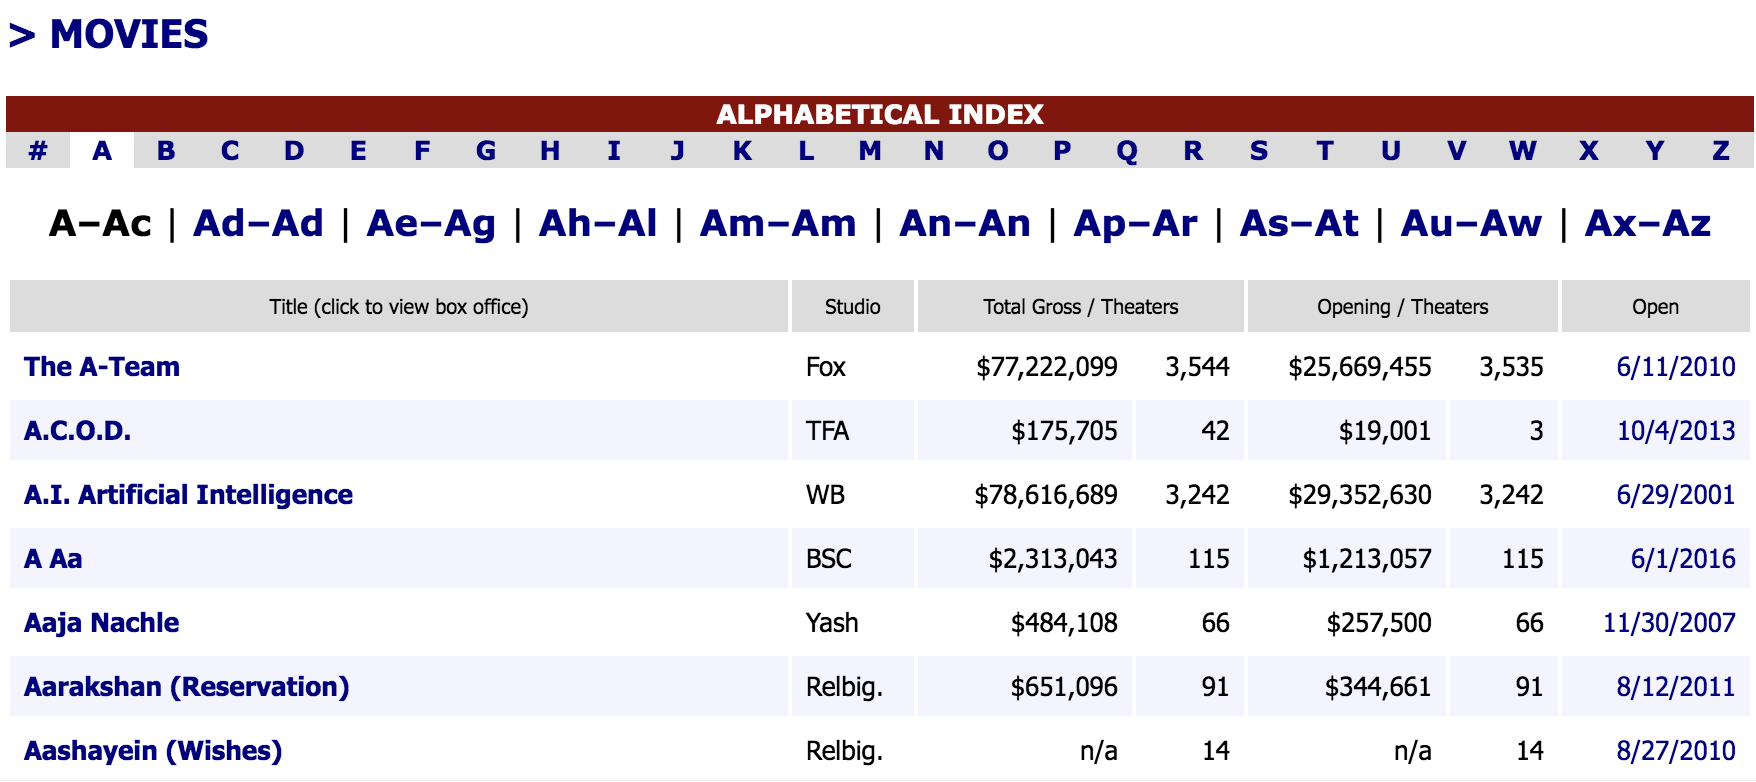 > MOVIES
ALPHABETICAL INDEX
# A B C D E F G H I J K L M N O P Q R S T U V W X Y Z
A–Ac | Ad–Ad | Ae–Ag | Ah–Al | Am–Am | An–An | Ap–Ar | As–At | Au–Aw | Ax–Az
Title (click to view box office) Studio Total Gross / Theaters Opening / Theaters Open
The A-Team Fox $77,222,099 3,544 $25,669,455 3,535 6/11/2010
A.C.O.D. TFA $175,705 42 $19,001 3 10/4/2013
A.I. Artificial Intelligence WB $78,616,689 3,242 $29,352,630 3,242 6/29/2001
A Aa BSC $2,313,043 115 $1,213,057 115 6/1/2016
Aaja Nachle Yash $484,108 66 $257,500 66 11/30/2007
Aarakshan (Reservation) Relbig. $651,096 91 $344,661 91 8/12/2011
Aashayein (Wishes) Relbig. n/a 14 n/a 14 8/27/2010